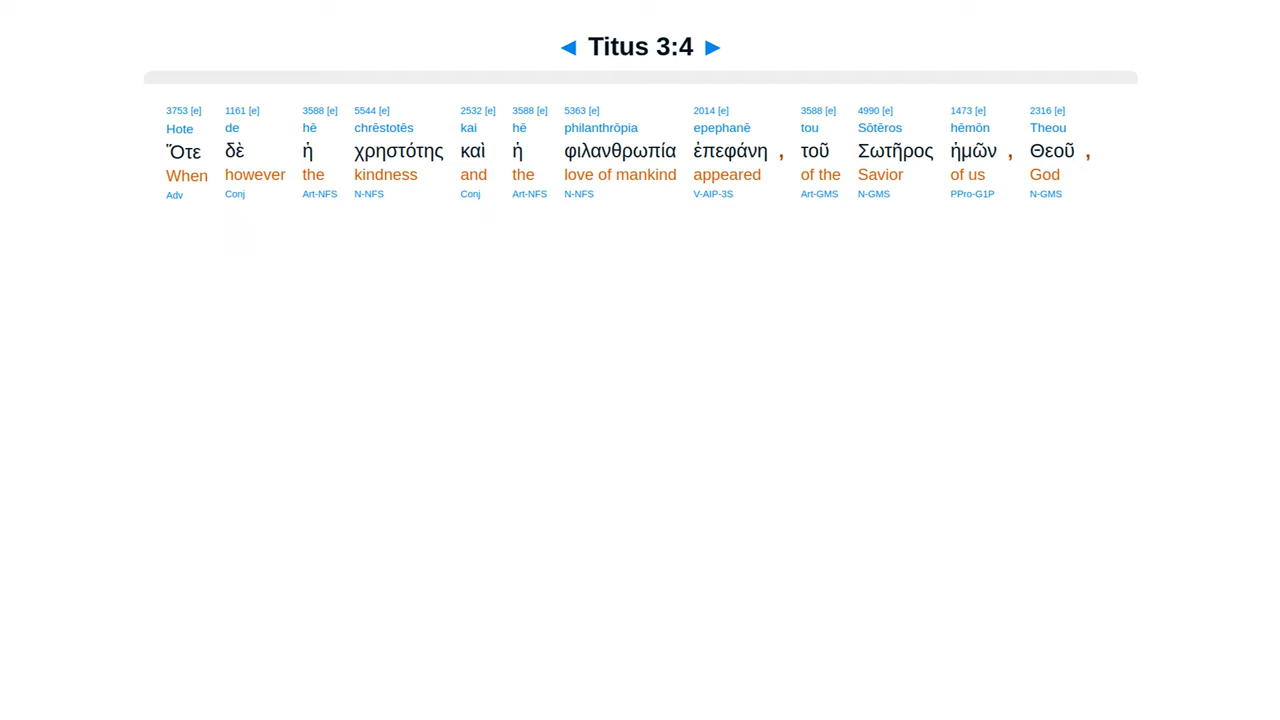 ◄ Titus 3:4 ►
3753 [e] 1161 [e] 3588 [e] 5544 [e] 2532 [e] 3588 [e] 5363 [e] 2014 [e] 3588 [e] 4990 [e] 1473 [e] 2316 [e]
Hote de hē chrēstotēs kai hē philanthrōpia epephanē tou Sōtēros hēmōn Theou
Ὅτε δὲ ἡ χρηστότης καὶ ἡ φιλανθρωπία ἐπεφάνη , τοῦ Σωτῆρος ἡμῶν , Θεοῦ ,
When however the kindness and the love of mankind appeared of the Savior of us God
Adv Conj Art-NFS N-NFS Conj Art-NFS N-NFS V-AIP-3S Art-GMS N-GMS PPro-G1P N-GMS